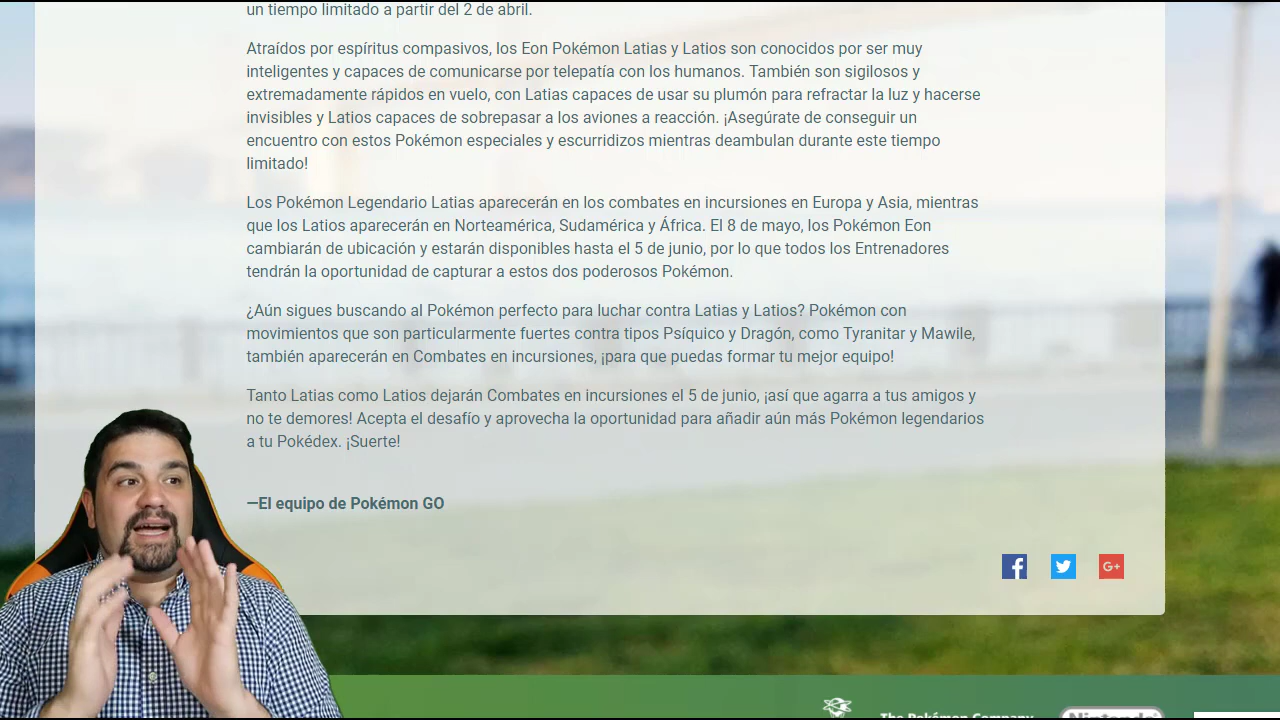 un tiempo limitado a partir del 2 de abril.
Atraídos por espíritus compasivos, los Eon Pokémon Latias y Latios son conocidos por ser muy
inteligentes y capaces de comunicarse por telepatía con los humanos. También son sigilosos y
extremadamente rápidos en vuelo, con Latias capaces de usar su plumón para refractar la luz y hacerse
invisibles y Latios capaces de sobrepasar a los aviones a reacción. ¡Asegúrate de conseguir un
encuentro con estos Pokémon especiales y escurridizos mientras deambulan durante este tiempo
limitado!
Los Pokémon Legendario Latias aparecerán en los combates en incursiones en Europa y Asia, mientras
que los Latios aparecerán en Norteamérica, Sudamérica y África. El 8 de mayo, los Pokémon Eon
cambiarán de ubicación y estarán disponibles hasta el 5 de junio, por lo que todos los Entrenadores
tendrán la oportunidad de capturar a estos dos poderosos Pokémon.
¿Aún sigues buscando al Pokémon perfecto para luchar contra Latias y Latios? Pokémon con
movimientos que son particularmente fuertes contra tipos Psíquico y Dragón, como Tyranitar y Mawile,
también aparecerán en Combates en incursiones, ¡para que puedas formar tu mejor equipo!
Tanto Latias como Latios dejarán Combates en incursiones el 5 de junio, ¡así que agarra a tus amigos y
no te demores! Acepta el desafío y aprovecha la oportunidad para añadir aún más Pokémon legendarios
a tu Pokédex. ¡Suerte!
—El equipo de Pokémon GO
G+
The Pokémon Company
Nintendo